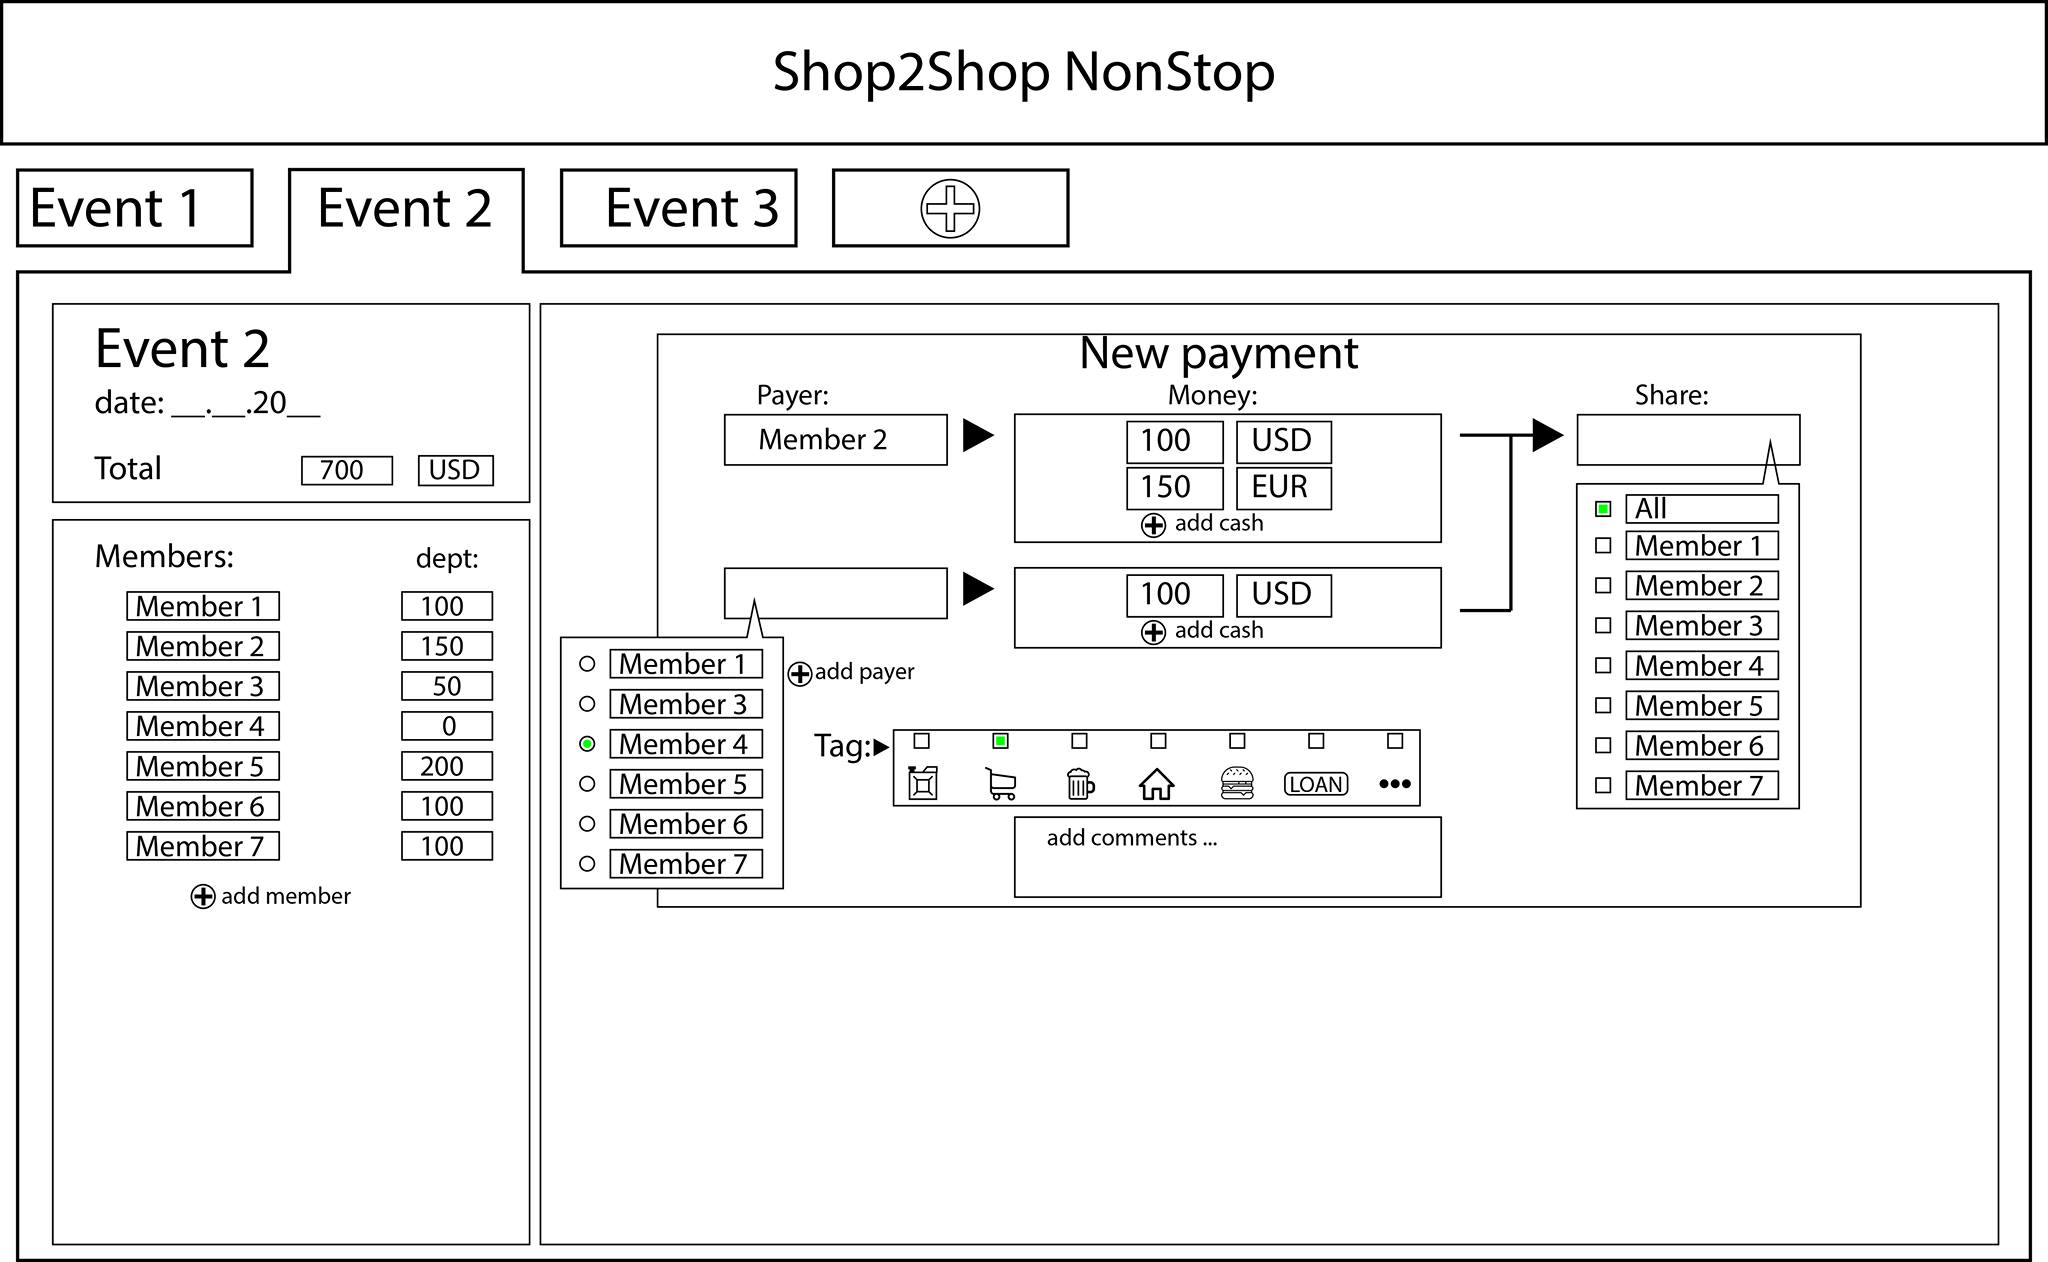 Shop2Shop NonStop
Event 1
Event 2
Event 3
Event 2
date: __.__.20__
Total 700 USD
Members: dept:
Member 1 100
Member 2 150
Member 3 50
Member 4 0
Member 5 200
Member 6 100
Member 7 100
add member
New payment
Payer: Money: Share:
Member 2
100 USD
150 EUR
add cash
100 USD
add cash
Member 1
Member 3
Member 4
Member 5
Member 6
Member 7
add payer
Tag:
LOAN
add comments ...
All
Member 1
Member 2
Member 3
Member 4
Member 5
Member 6
Member 7